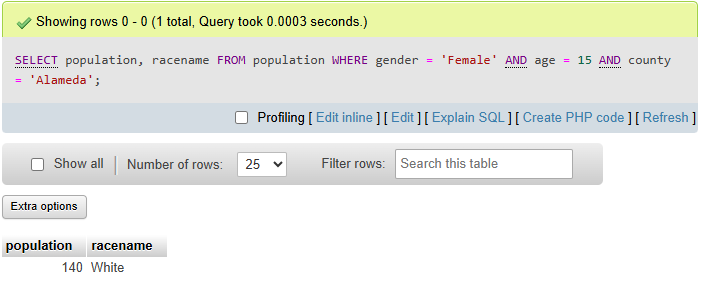 Showing rows 0 - 0 (1 total, Query took 0.0003 seconds.)
SELECT population, racename FROM population WHERE gender = 'Female' AND age = 15 AND county
= 'Alameda';
Profiling [ Edit inline ] [ Edit ] [ Explain SQL ] [ Create PHP code ] [ Refresh ]
Show all Number of rows: 25 Filter rows: Search this table
Extra options
population racename
140 White